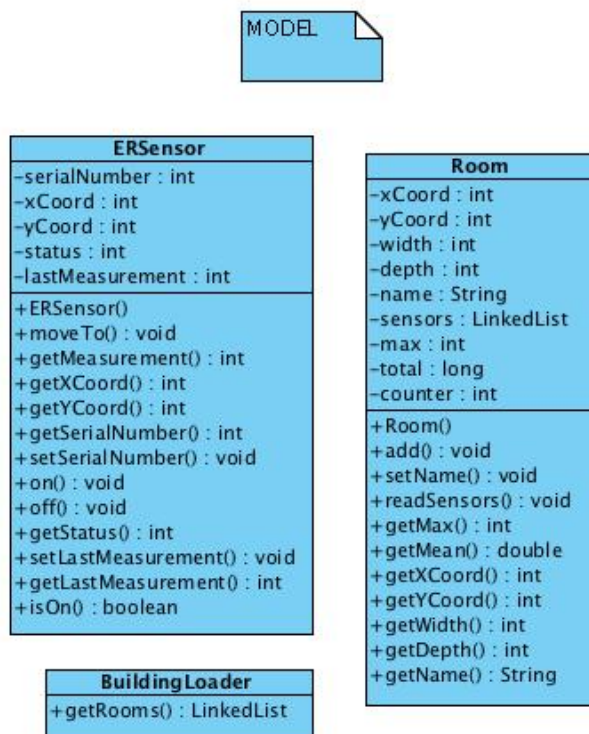 MODEL
ERSensor
-serialNumber : int
-xCoord : int
-yCoord : int
-status : int
-lastMeasurement : int
+ERSensor()
+moveTo() : void
+getMeasurement() : int
+getXCoord() : int
+getYCoord() : int
+getSerialNumber() : int
+setSerialNumber() : void
+on() : void
+off() : void
+getStatus() : int
+setLastMeasurement() : void
+getLastMeasurement() : int
+isOn() : boolean
Room
-xCoord : int
-yCoord : int
-width : int
-depth : int
-name : String
-sensors : LinkedList
-max : int
-total : long
-counter : int
+Room()
+add() : void
+setName() : void
+readSensors() : void
+getMax() : int
+getMean() : double
+getXCoord() : int
+getYCoord() : int
+getWidth() : int
+getDepth() : int
+getName() : String
BuildingLoader
+getRooms() : LinkedList